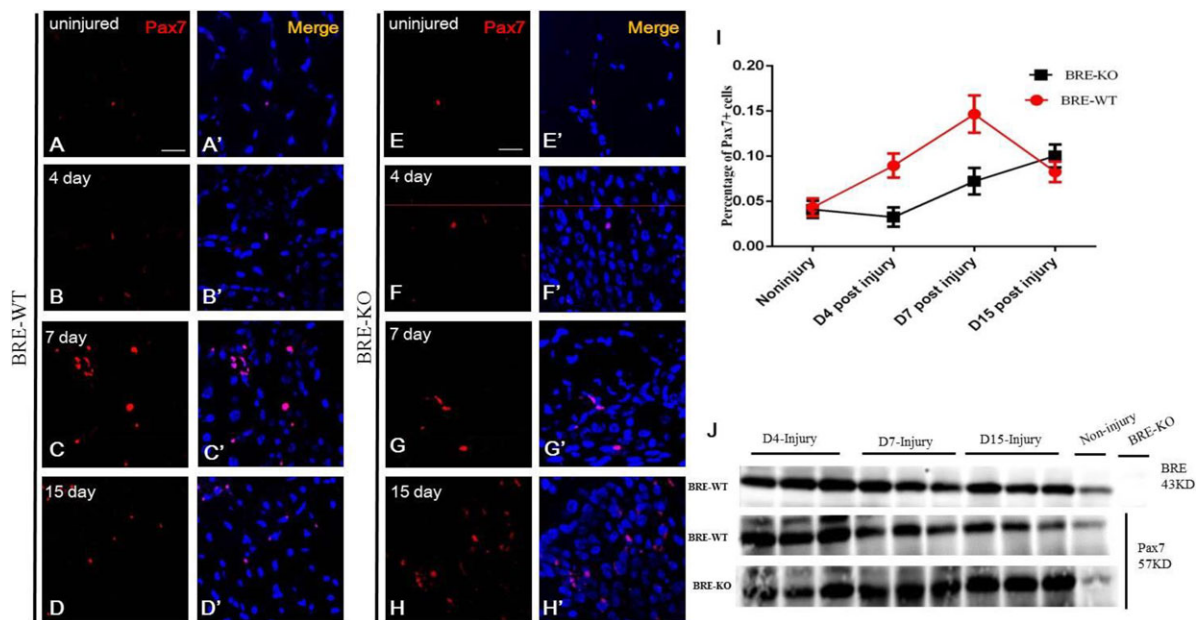 uninjured Pax7 Merge
A A'
4 day
B B'
7 day
C C'
15 day
D D'
BRE-WT
uninjured Pax7 Merge
E E'
4 day
F F'
7 day
G G'
15 day
H H'
BRE-KO
I
0.20
0.15
0.10
0.05
0.00
Percentage of Pax7+ cells
BRE-KO
BRE-WT
Noninjury
D4 post injury
D7 post injury
D15 post injury
J
D4-Injury D7-Injury D15-Injury Non-injury BRE-KO
BRE-WT
BRE
43KD
BRE-WT
BRE-KO
Pax7
57KD